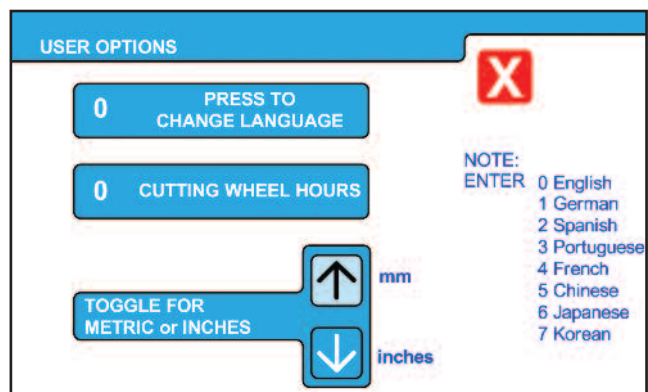 USER OPTIONS
X
0 PRESS TO
CHANGE LANGUAGE
0 CUTTING WHEEL HOURS
TOGGLE FOR
METRIC or INCHES
mm
inches
NOTE:
ENTER 0 English
1 German
2 Spanish
3 Portuguese
4 French
5 Chinese
6 Japanese
7 Korean